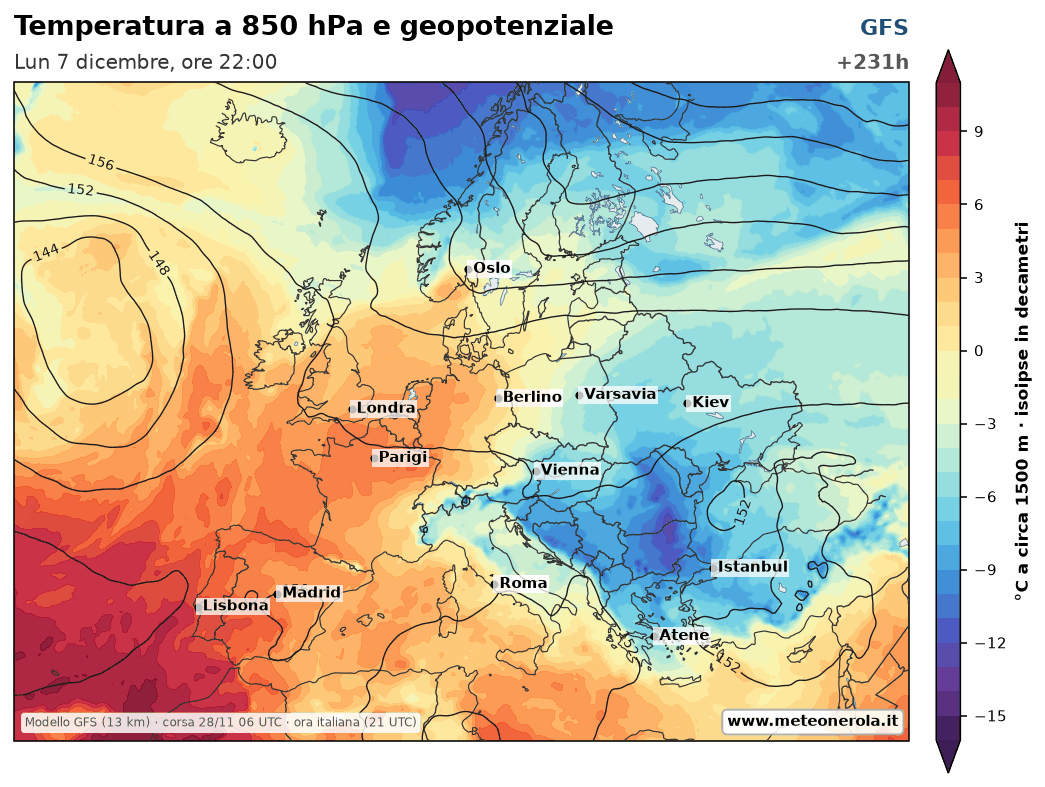 Temperatura a 850 hPa e geopotenziale
GFS
Lun 7 dicembre, ore 22:00
+231h
156
152
144
148
Oslo
Londra
Berlino
Varsavia
Kiev
Parigi
Vienna
152
Roma
Istanbul
Madrid
Lisbona
Atene
152
9
6
3
0
−3
−6
−9
−12
−15
°C a circa 1500 m · isoipse in decametri
Modello GFS (13 km) · corsa 28/11 06 UTC · ora italiana (21 UTC)
www.meteonerola.it